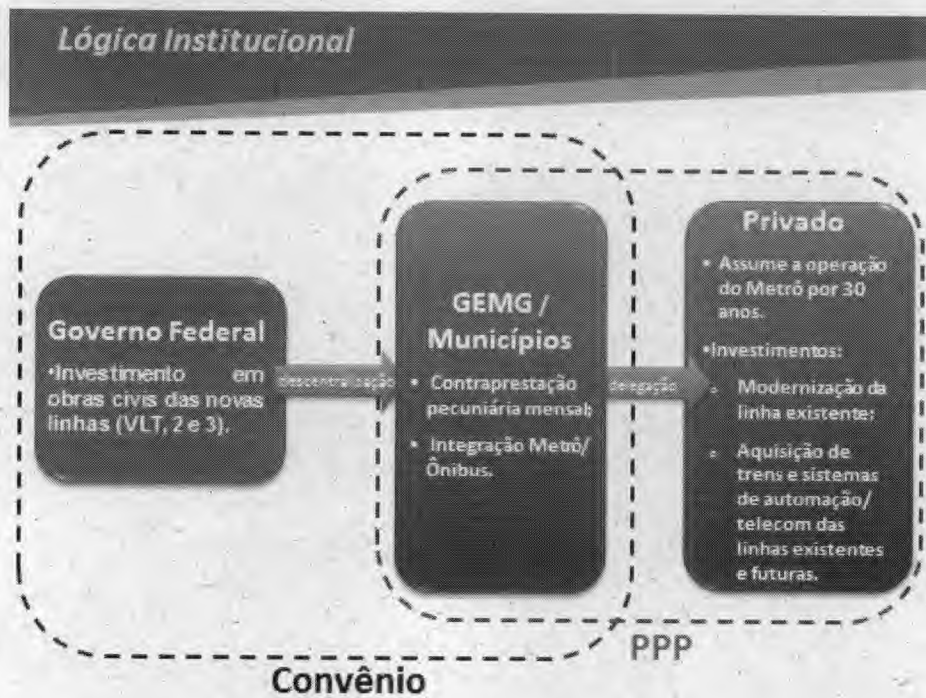 Lógica Institucional
Governo Federal
•Investimento em
obras civis das novas
linhas (VLT, 2 e 3).
descentralização
GEMG /
Municípios
• Contraprestação
pecuniária mensal;
• Integração Metrô/
Ônibus.
delegação
Privado
• Assume a operação
do Metrô por 30
anos.
•Investimentos:
o Modernização da
linha existente;
o Aquisição de
trens e sistemas
de automação/
telecom das
linhas existentes
e futuras.
PPP
Convênio